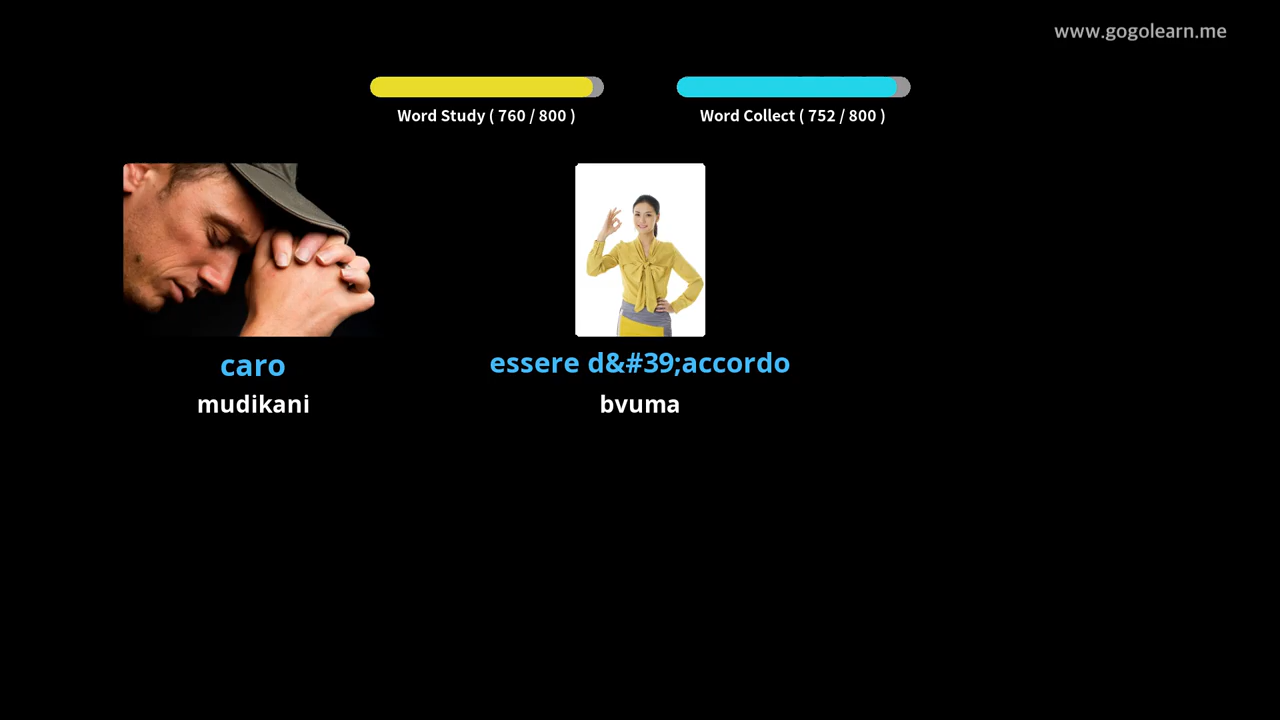 www.gogolearn.me
Word Study ( 760 / 800 )
Word Collect ( 752 / 800 )
caro
essere d&#39;accordo
mudikani
bvuma